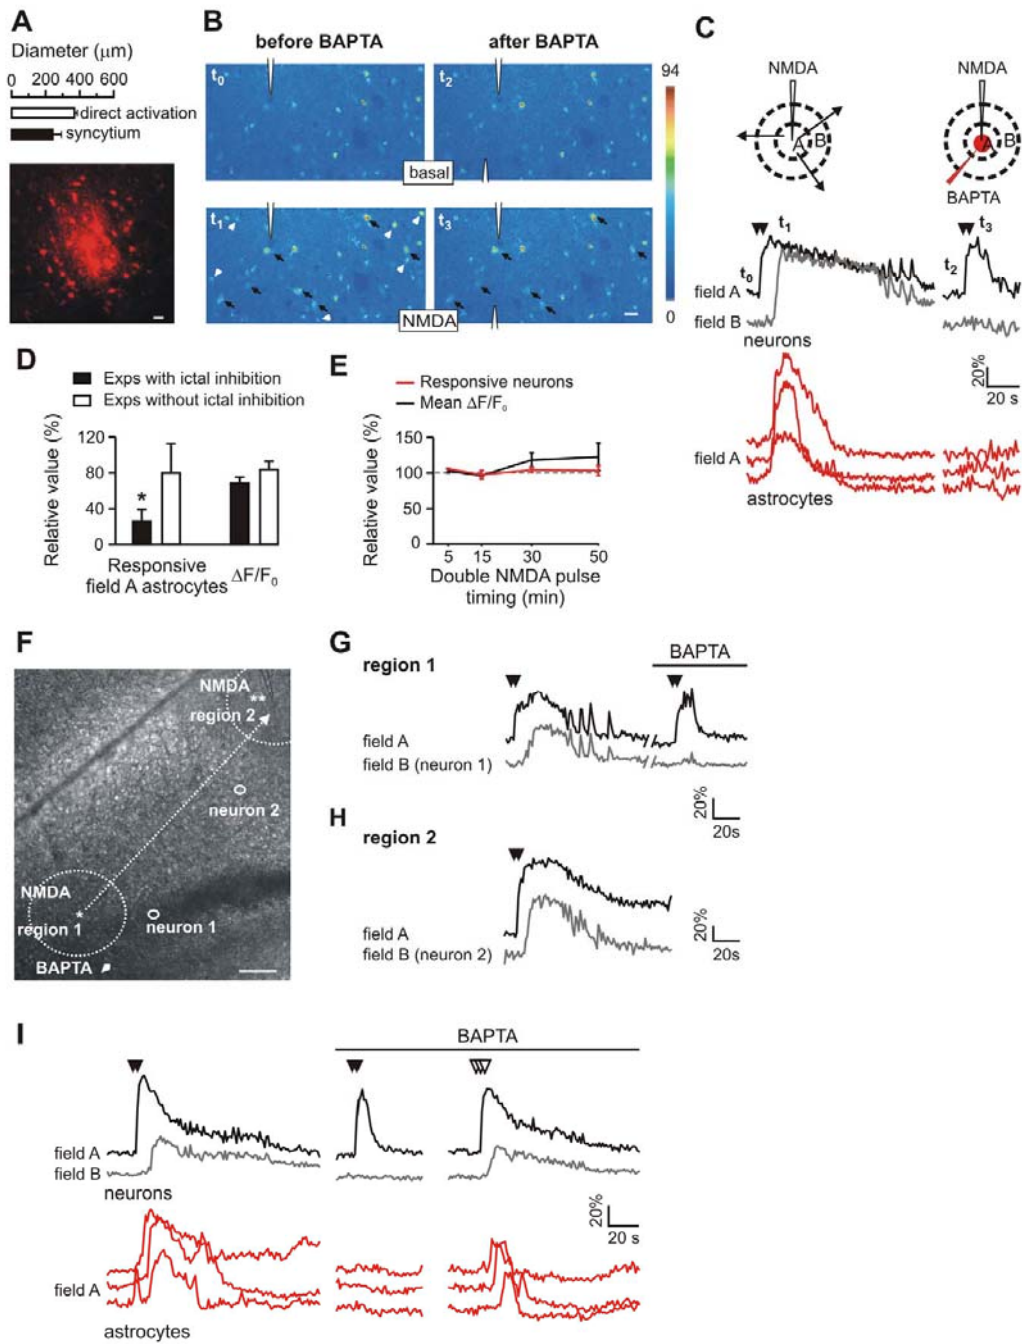 A
Diameter (μm)
0 200 400 600
direct activation
syncytium
B
before BAPTA
after BAPTA
t0
t2
basal
t1
t3
NMDA
94
0
C
NMDA
NMDA
A
B
A
B
BAPTA
t1
t3
t0
t2
field A
field B
neurons
20%
20 s
field A
astrocytes
D
Exps with ictal inhibition
Exps without ictal inhibition
Relative value (%)
120
80
40
0
*
Responsive
field A astrocytes
ΔF/F0
E
Responsive neurons
Mean ΔF/F0
Relative value (%)
150
100
50
0
5 15 30 50
Double NMDA pulse
timing (min)
F
NMDA
**
region 2
neuron 2
NMDA
*
region 1
neuron 1
BAPTA
G
region 1
BAPTA
field A
field B (neuron 1)
20%
20s
H
region 2
field A
field B (neuron 2)
20%
20s
I
BAPTA
field A
field B
neurons
20%
20 s
field A
astrocytes